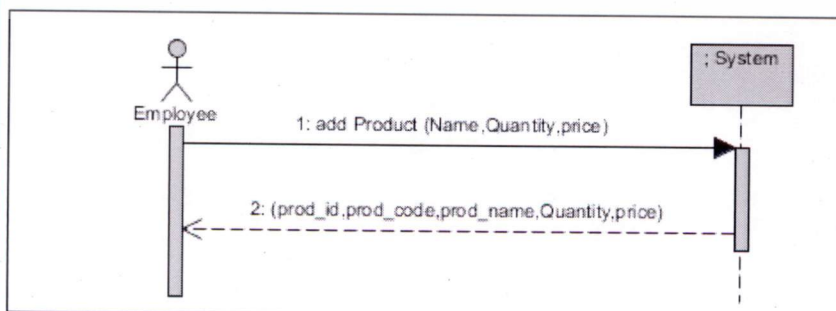 ; System
Employee
1: add Product (Name,Quantity,price)
2: (prod_id,prod_code,prod_name,Quantity,price)